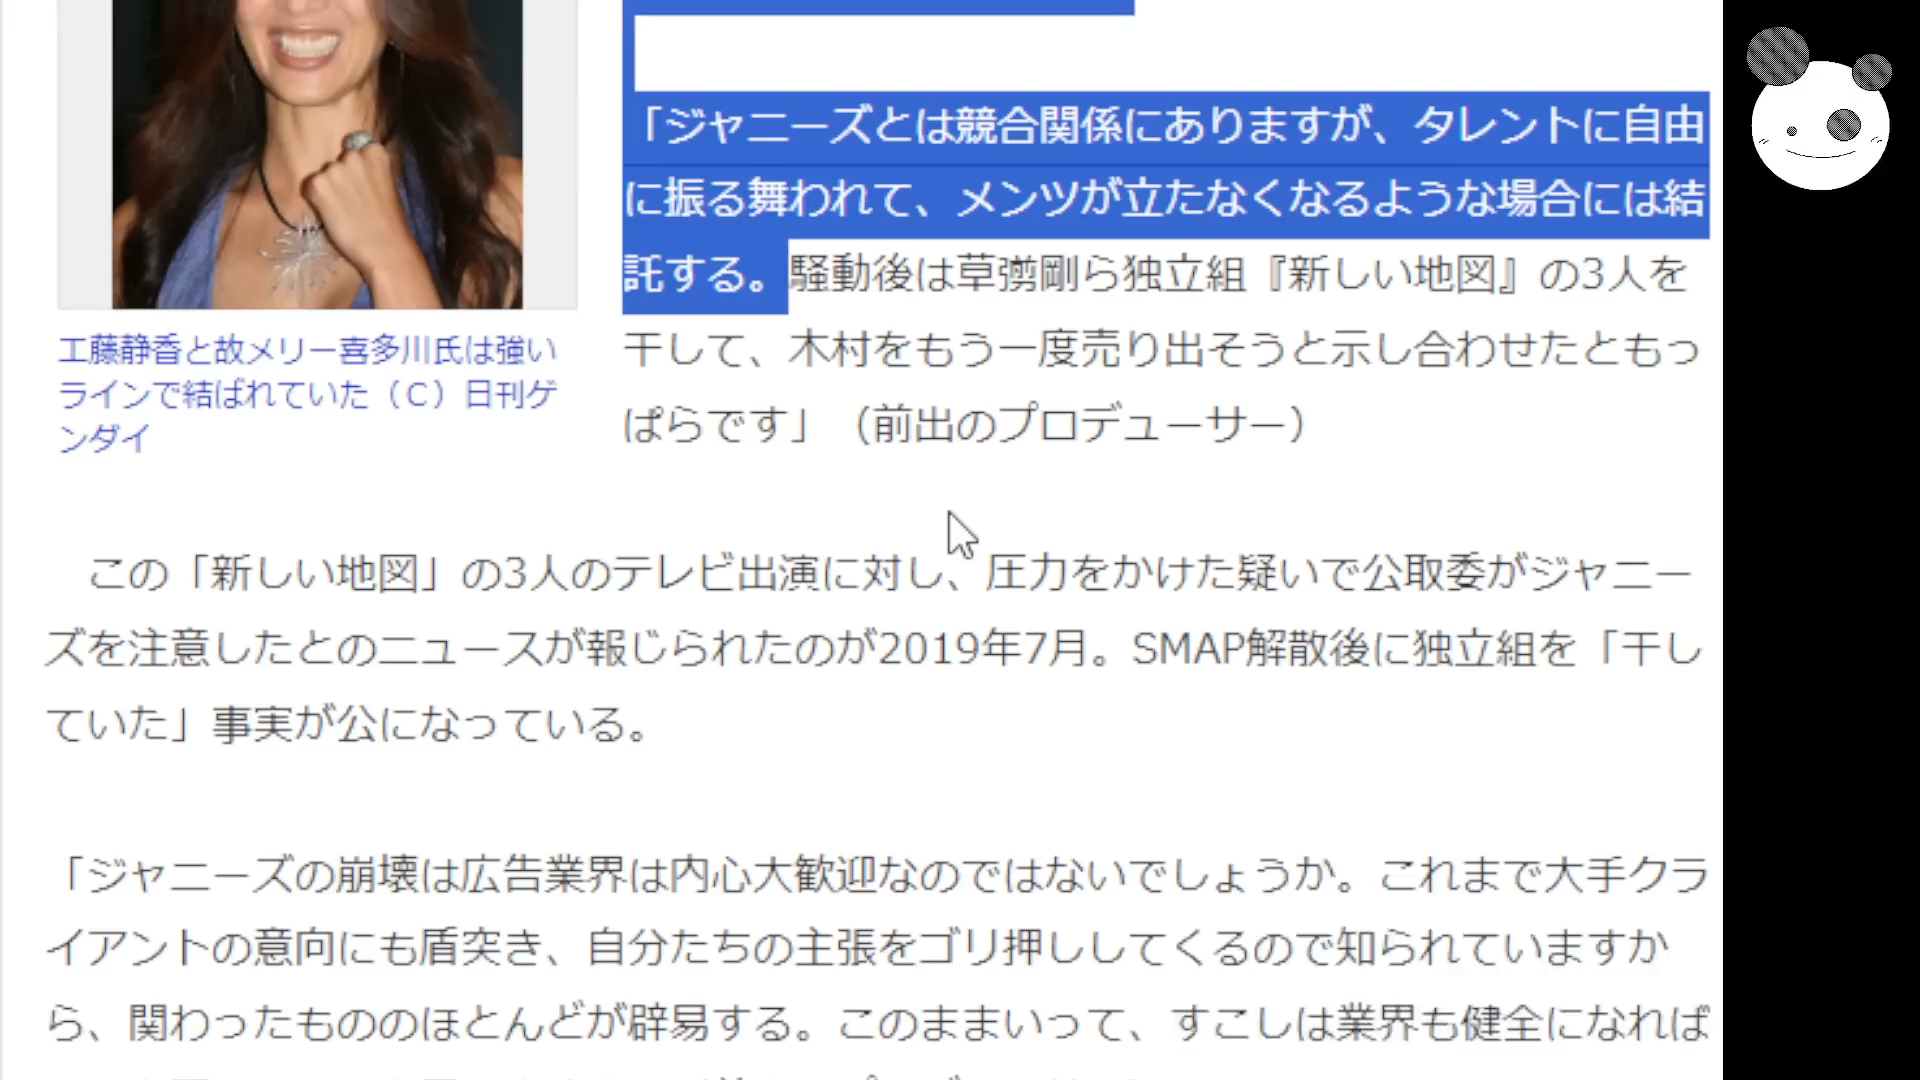 「ジャニーズとは競合関係にありますが、タレントに自由
に振る舞われて、メンツが立たなくなるような場合には結
託する。騒動後は草彅剛ら独立組『新しい地図』の3人を
干して、木村をもう一度売り出そうと示し合わせたともっ
ぱらです」（前出のプロデューサー）
工藤静香と故メリー喜多川氏は強い
ラインで結ばれていた（C）日刊ゲ
ンダイ
この「新しい地図」の3人のテレビ出演に対し、圧力をかけた疑いで公取委がジャニー
ズを注意したとのニュースが報じられたのが2019年7月。SMAP解散後に独立組を「干し
ていた」事実が公になっている。
「ジャニーズの崩壊は広告業界は内心大歓迎なのではないでしょうか。これまで大手クラ
イアントの意向にも盾突き、自分たちの主張をゴリ押ししてくるので知られていますか
ら、関わったもののほとんどが辟易する。このままいって、すこしは業界も健全になれば